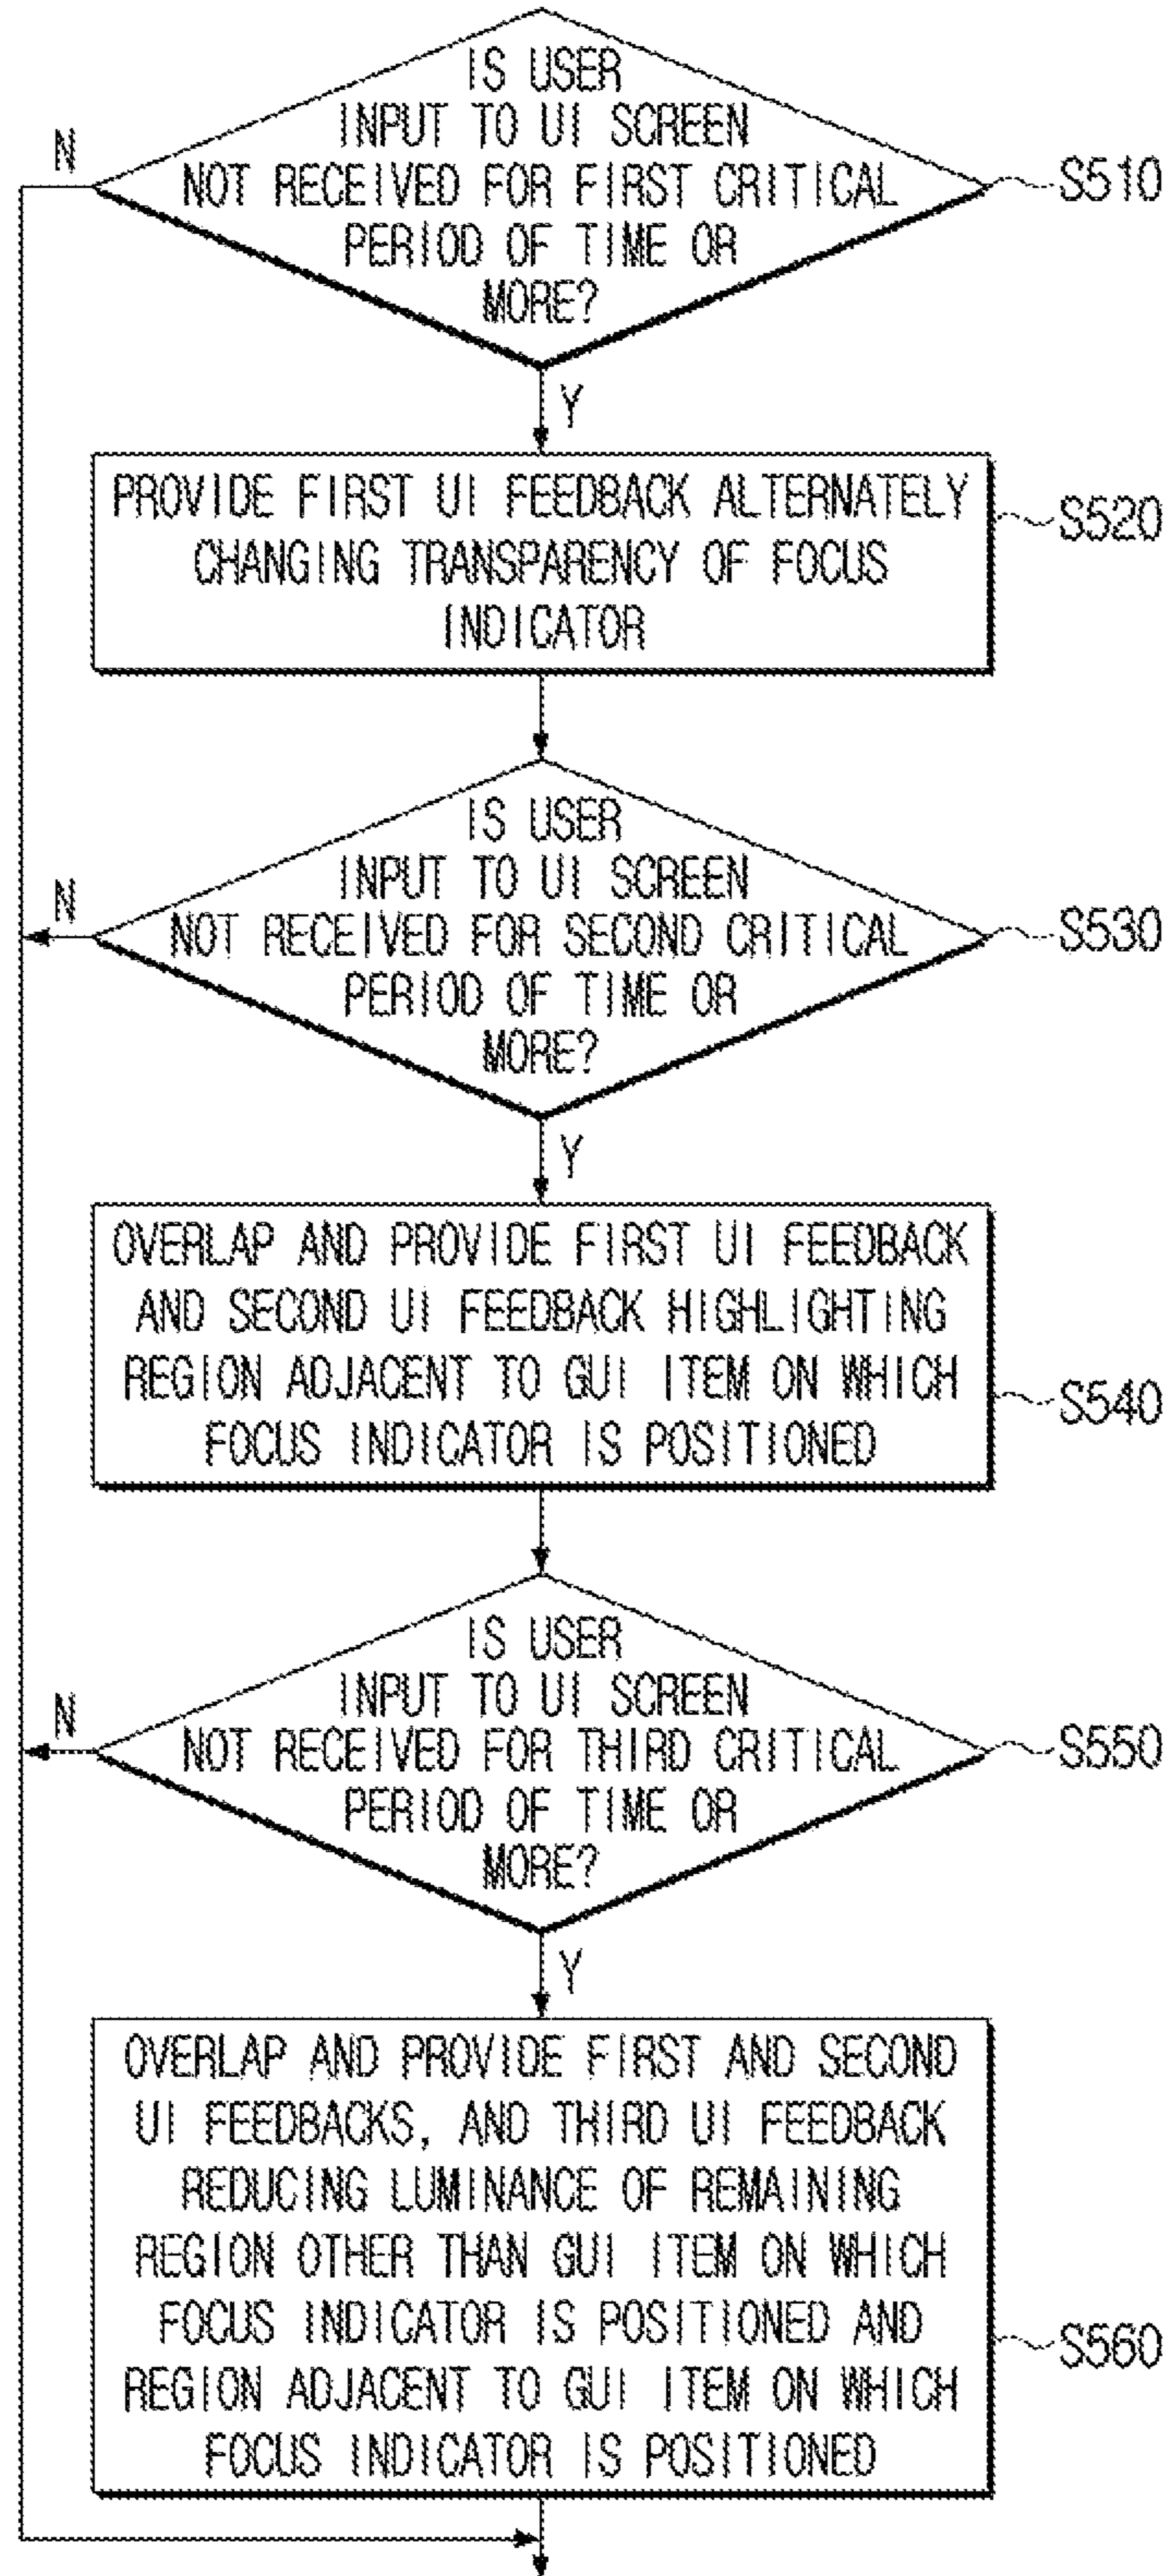 IS USER
INPUT TO UI SCREEN
NOT RECEIVED FOR FIRST CRITICAL
PERIOD OF TIME OR
MORE?
N
S510
Y
PROVIDE FIRST UI FEEDBACK ALTERNATELY
CHANGING TRANSPARENCY OF FOCUS
INDICATOR
S520
IS USER
INPUT TO UI SCREEN
NOT RECEIVED FOR SECOND CRITICAL
PERIOD OF TIME OR
MORE?
N
S530
Y
OVERLAP AND PROVIDE FIRST UI FEEDBACK
AND SECOND UI FEEDBACK HIGHLIGHTING
REGION ADJACENT TO GUI ITEM ON WHICH
FOCUS INDICATOR IS POSITIONED
S540
IS USER
INPUT TO UI SCREEN
NOT RECEIVED FOR THIRD CRITICAL
PERIOD OF TIME OR
MORE?
N
S550
Y
OVERLAP AND PROVIDE FIRST AND SECOND
UI FEEDBACKS, AND THIRD UI FEEDBACK
REDUCING LUMINANCE OF REMAINING
REGION OTHER THAN GUI ITEM ON WHICH
FOCUS INDICATOR IS POSITIONED AND
REGION ADJACENT TO GUI ITEM ON WHICH
FOCUS INDICATOR IS POSITIONED
S560